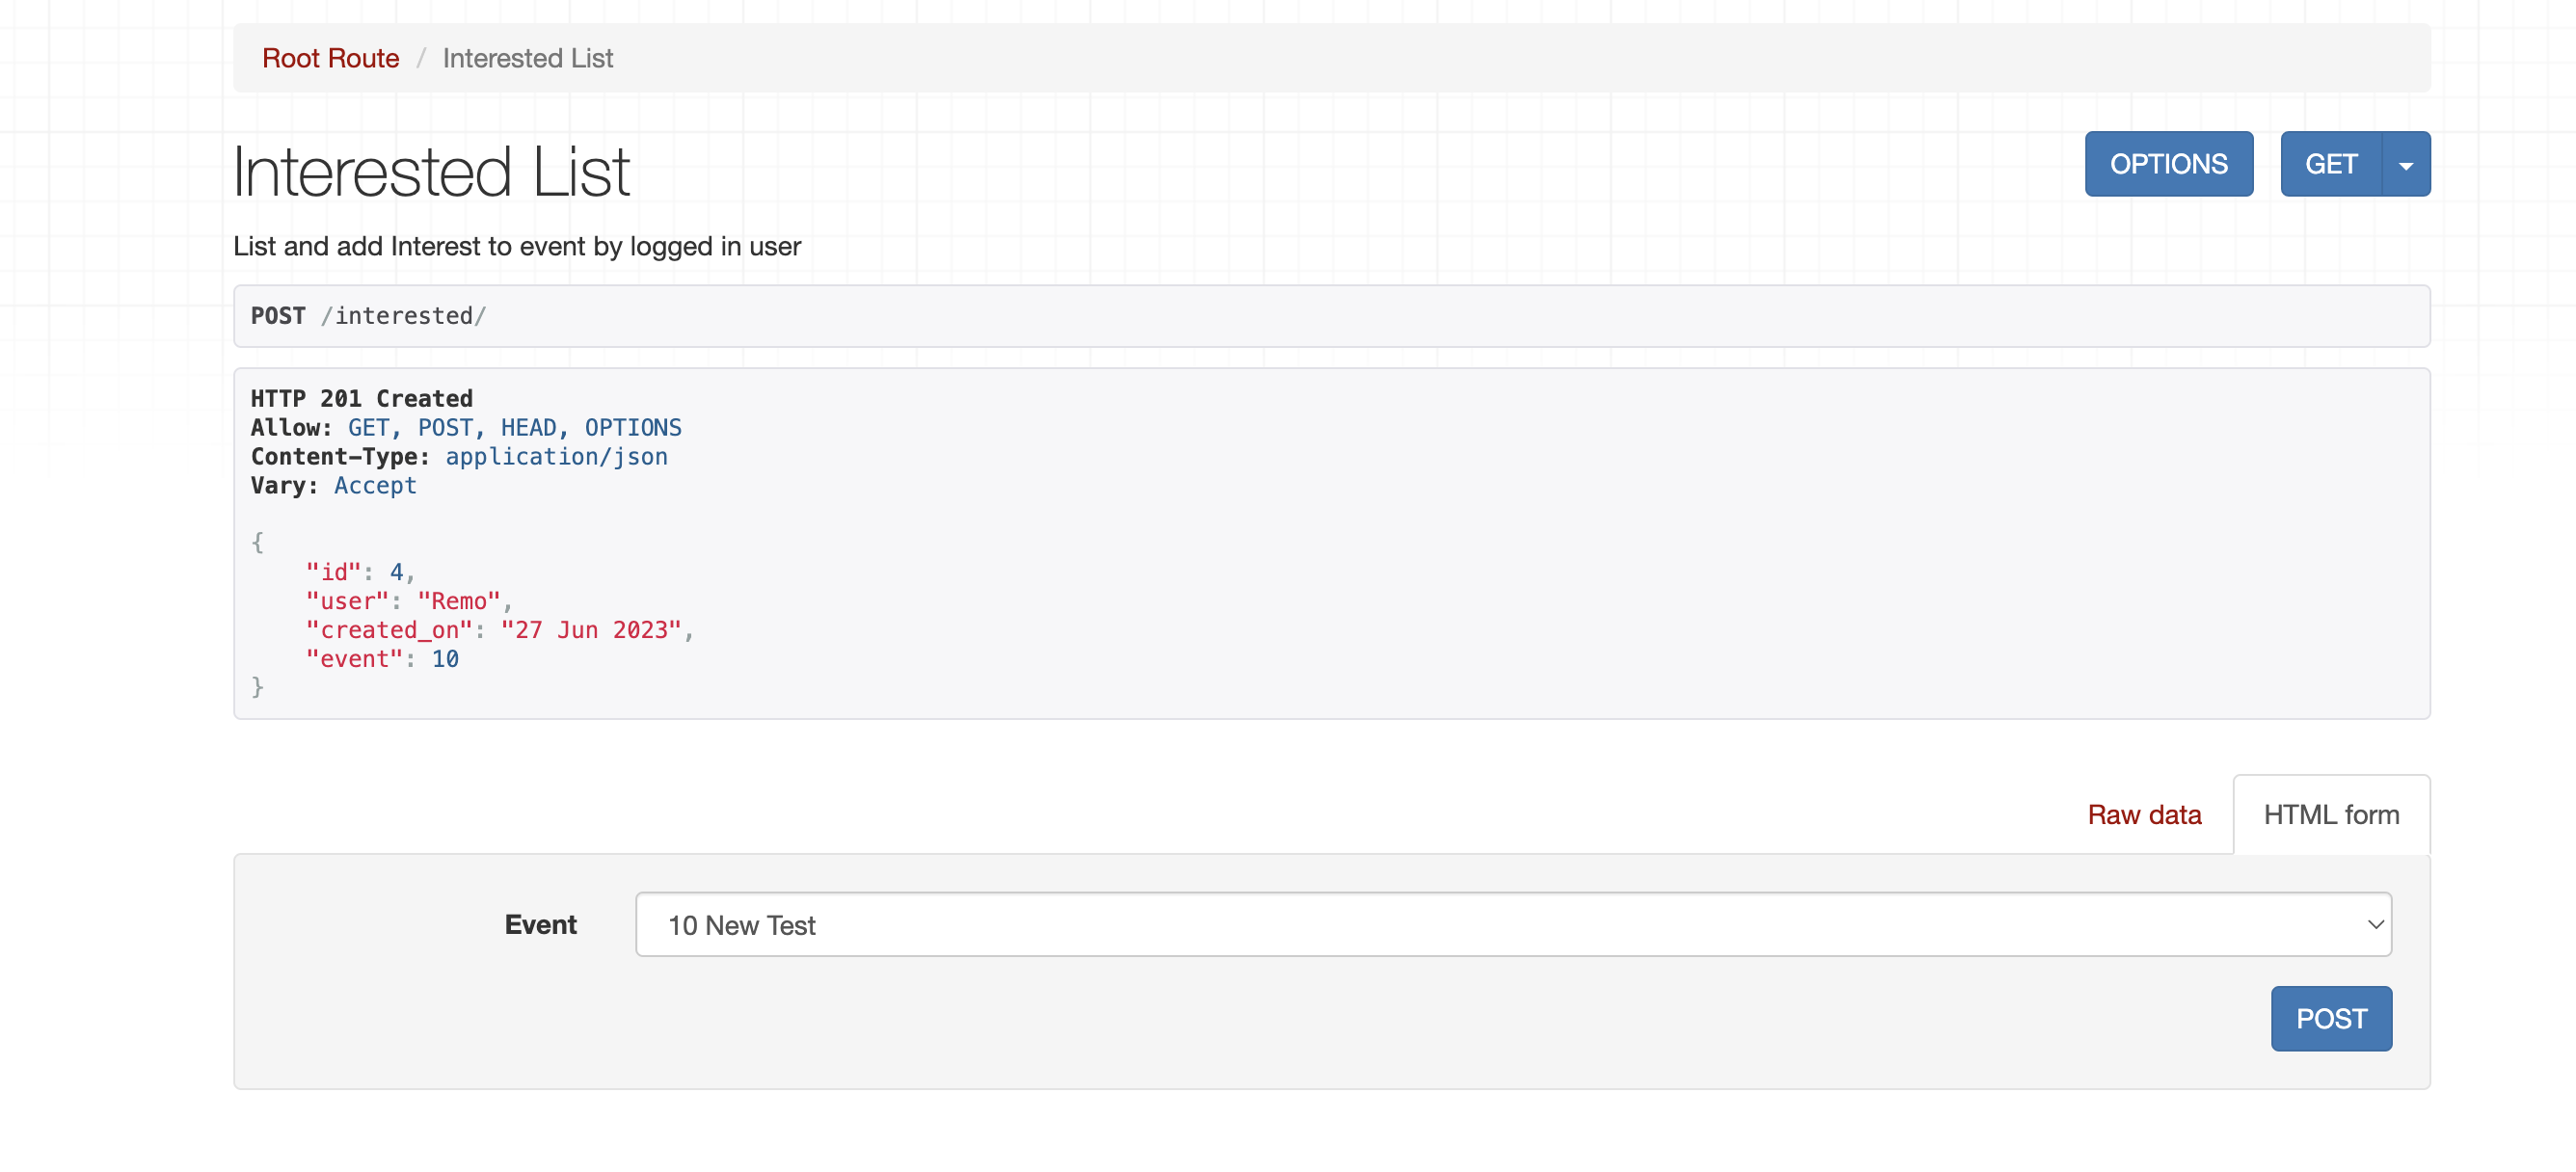 Root Route / Interested List
Interested List
OPTIONS
GET
List and add Interest to event by logged in user
POST /interested/
HTTP 201 Created
Allow: GET, POST, HEAD, OPTIONS
Content-Type: application/json
Vary: Accept
{
    "id": 4,
    "user": "Remo",
    "created_on": "27 Jun 2023",
    "event": 10
}
Raw data
HTML form
Event
10 New Test
POST